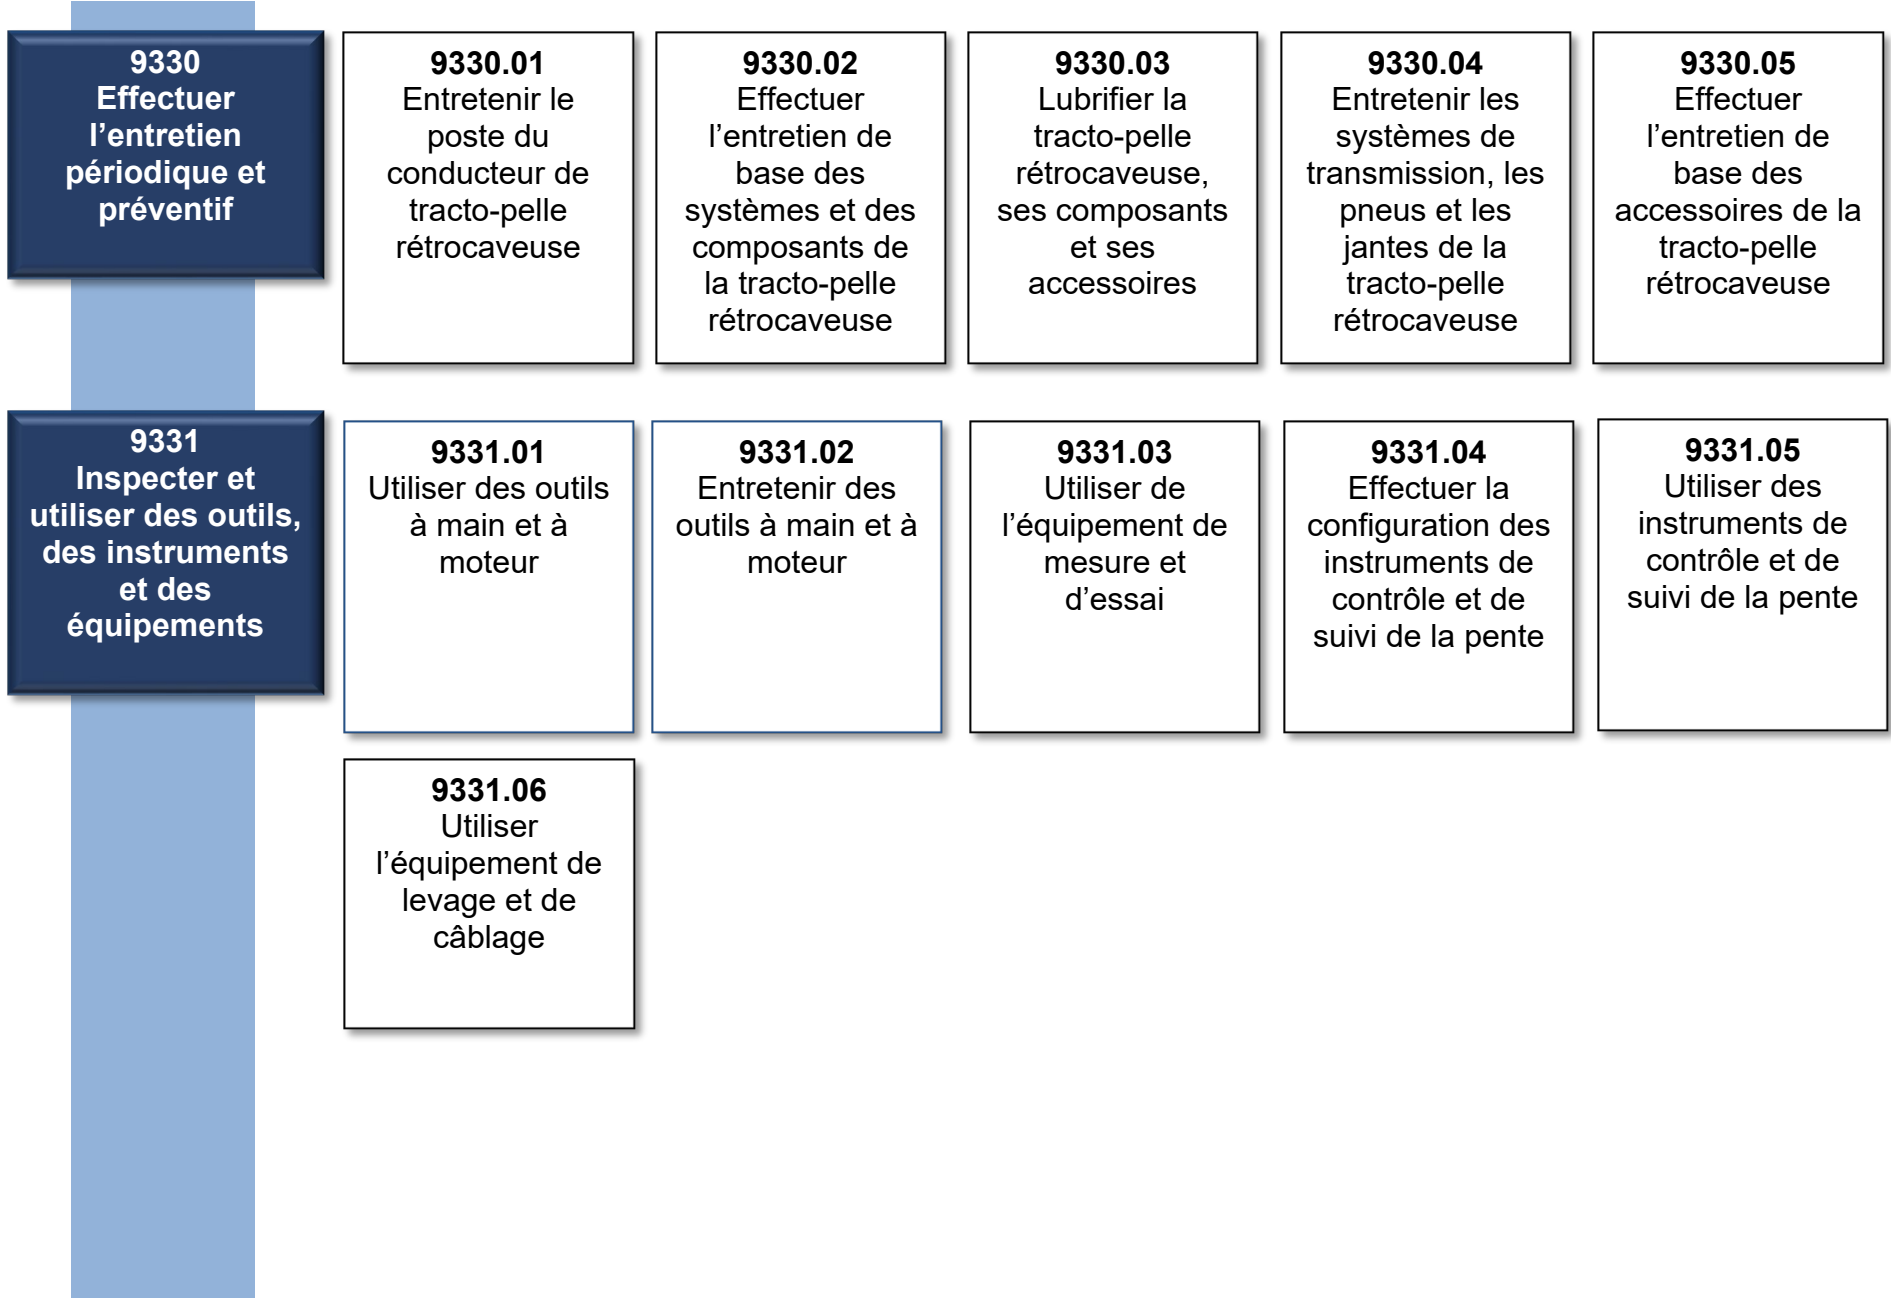 9330
Effectuer
l’entretien
périodique et
préventif
9330.01
Entretenir le
poste du
conducteur de
tracto-pelle
rétrocaveuse
9330.02
Effectuer
l’entretien de
base des
systèmes et des
composants de
la tracto-pelle
rétrocaveuse
9330.03
Lubrifier la
tracto-pelle
rétrocaveuse,
ses composants
et ses
accessoires
9330.04
Entretenir les
systèmes de
transmission, les
pneus et les
jantes de la
tracto-pelle
rétrocaveuse
9330.05
Effectuer
l’entretien de
base des
accessoires de la
tracto-pelle
rétrocaveuse
9331
Inspecter et
utiliser des outils,
des instruments
et des
équipements
9331.01
Utiliser des outils
à main et à
moteur
9331.02
Entretenir des
outils à main et à
moteur
9331.03
Utiliser de
l’équipement de
mesure et
d’essai
9331.04
Effectuer la
configuration des
instruments de
contrôle et de
suivi de la pente
9331.05
Utiliser des
instruments de
contrôle et de
suivi de la pente
9331.06
Utiliser
l’équipement de
levage et de
câblage